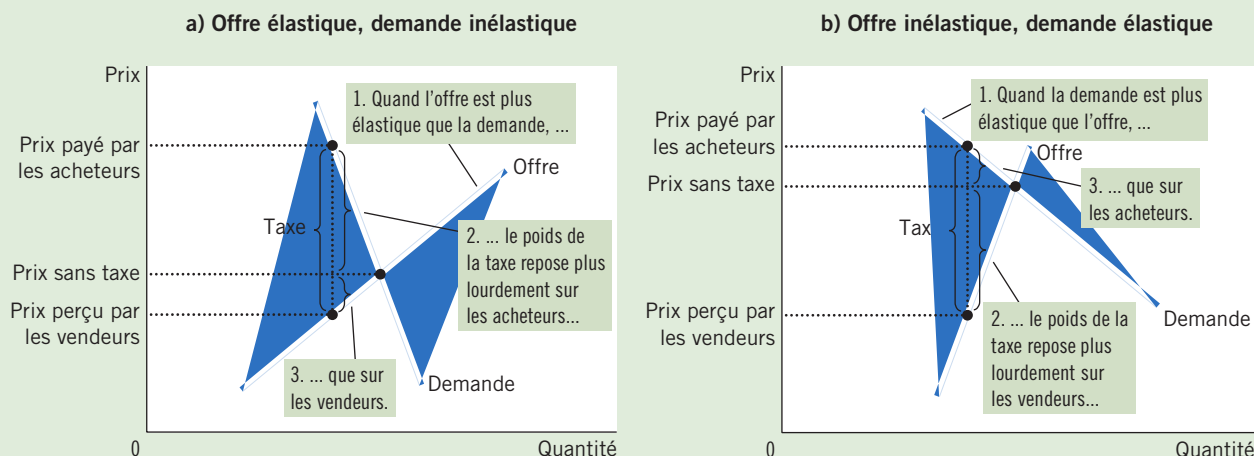 a) Offre élastique, demande inélastique
Prix
1. Quand l'offre est plus
élastique que la demande, ...
Prix payé par
les acheteurs
Offre
Taxe
2. ... le poids de
la taxe repose plus
lourdement sur
les acheteurs...
Prix sans taxe
Prix perçu par
les vendeurs
3. ... que sur
les vendeurs.
Demande
0
Quantité
b) Offre inélastique, demande élastique
Prix
1. Quand la demande est plus
élastique que l'offre, ...
Prix payé par
les acheteurs
Offre
Prix sans taxe
3. ... que sur
les acheteurs.
Tax
Prix perçu par
les vendeurs
2. ... le poids de la
taxe repose plus
lourdement sur
les vendeurs...
Demande
0
Quantité